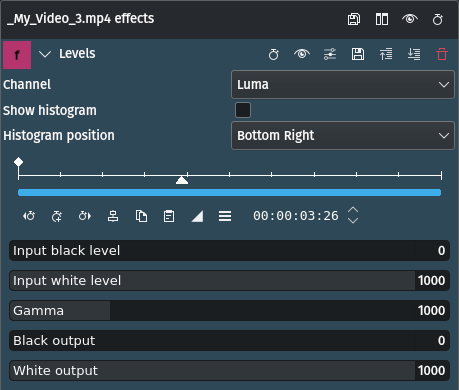 _My_Video_3.mp4 effects
f Levels
Channel Luma
Show histogram
Histogram position Bottom Right
00:00:03:26
Input black level 0
Input white level 1000
Gamma 1000
Black output 0
White output 1000